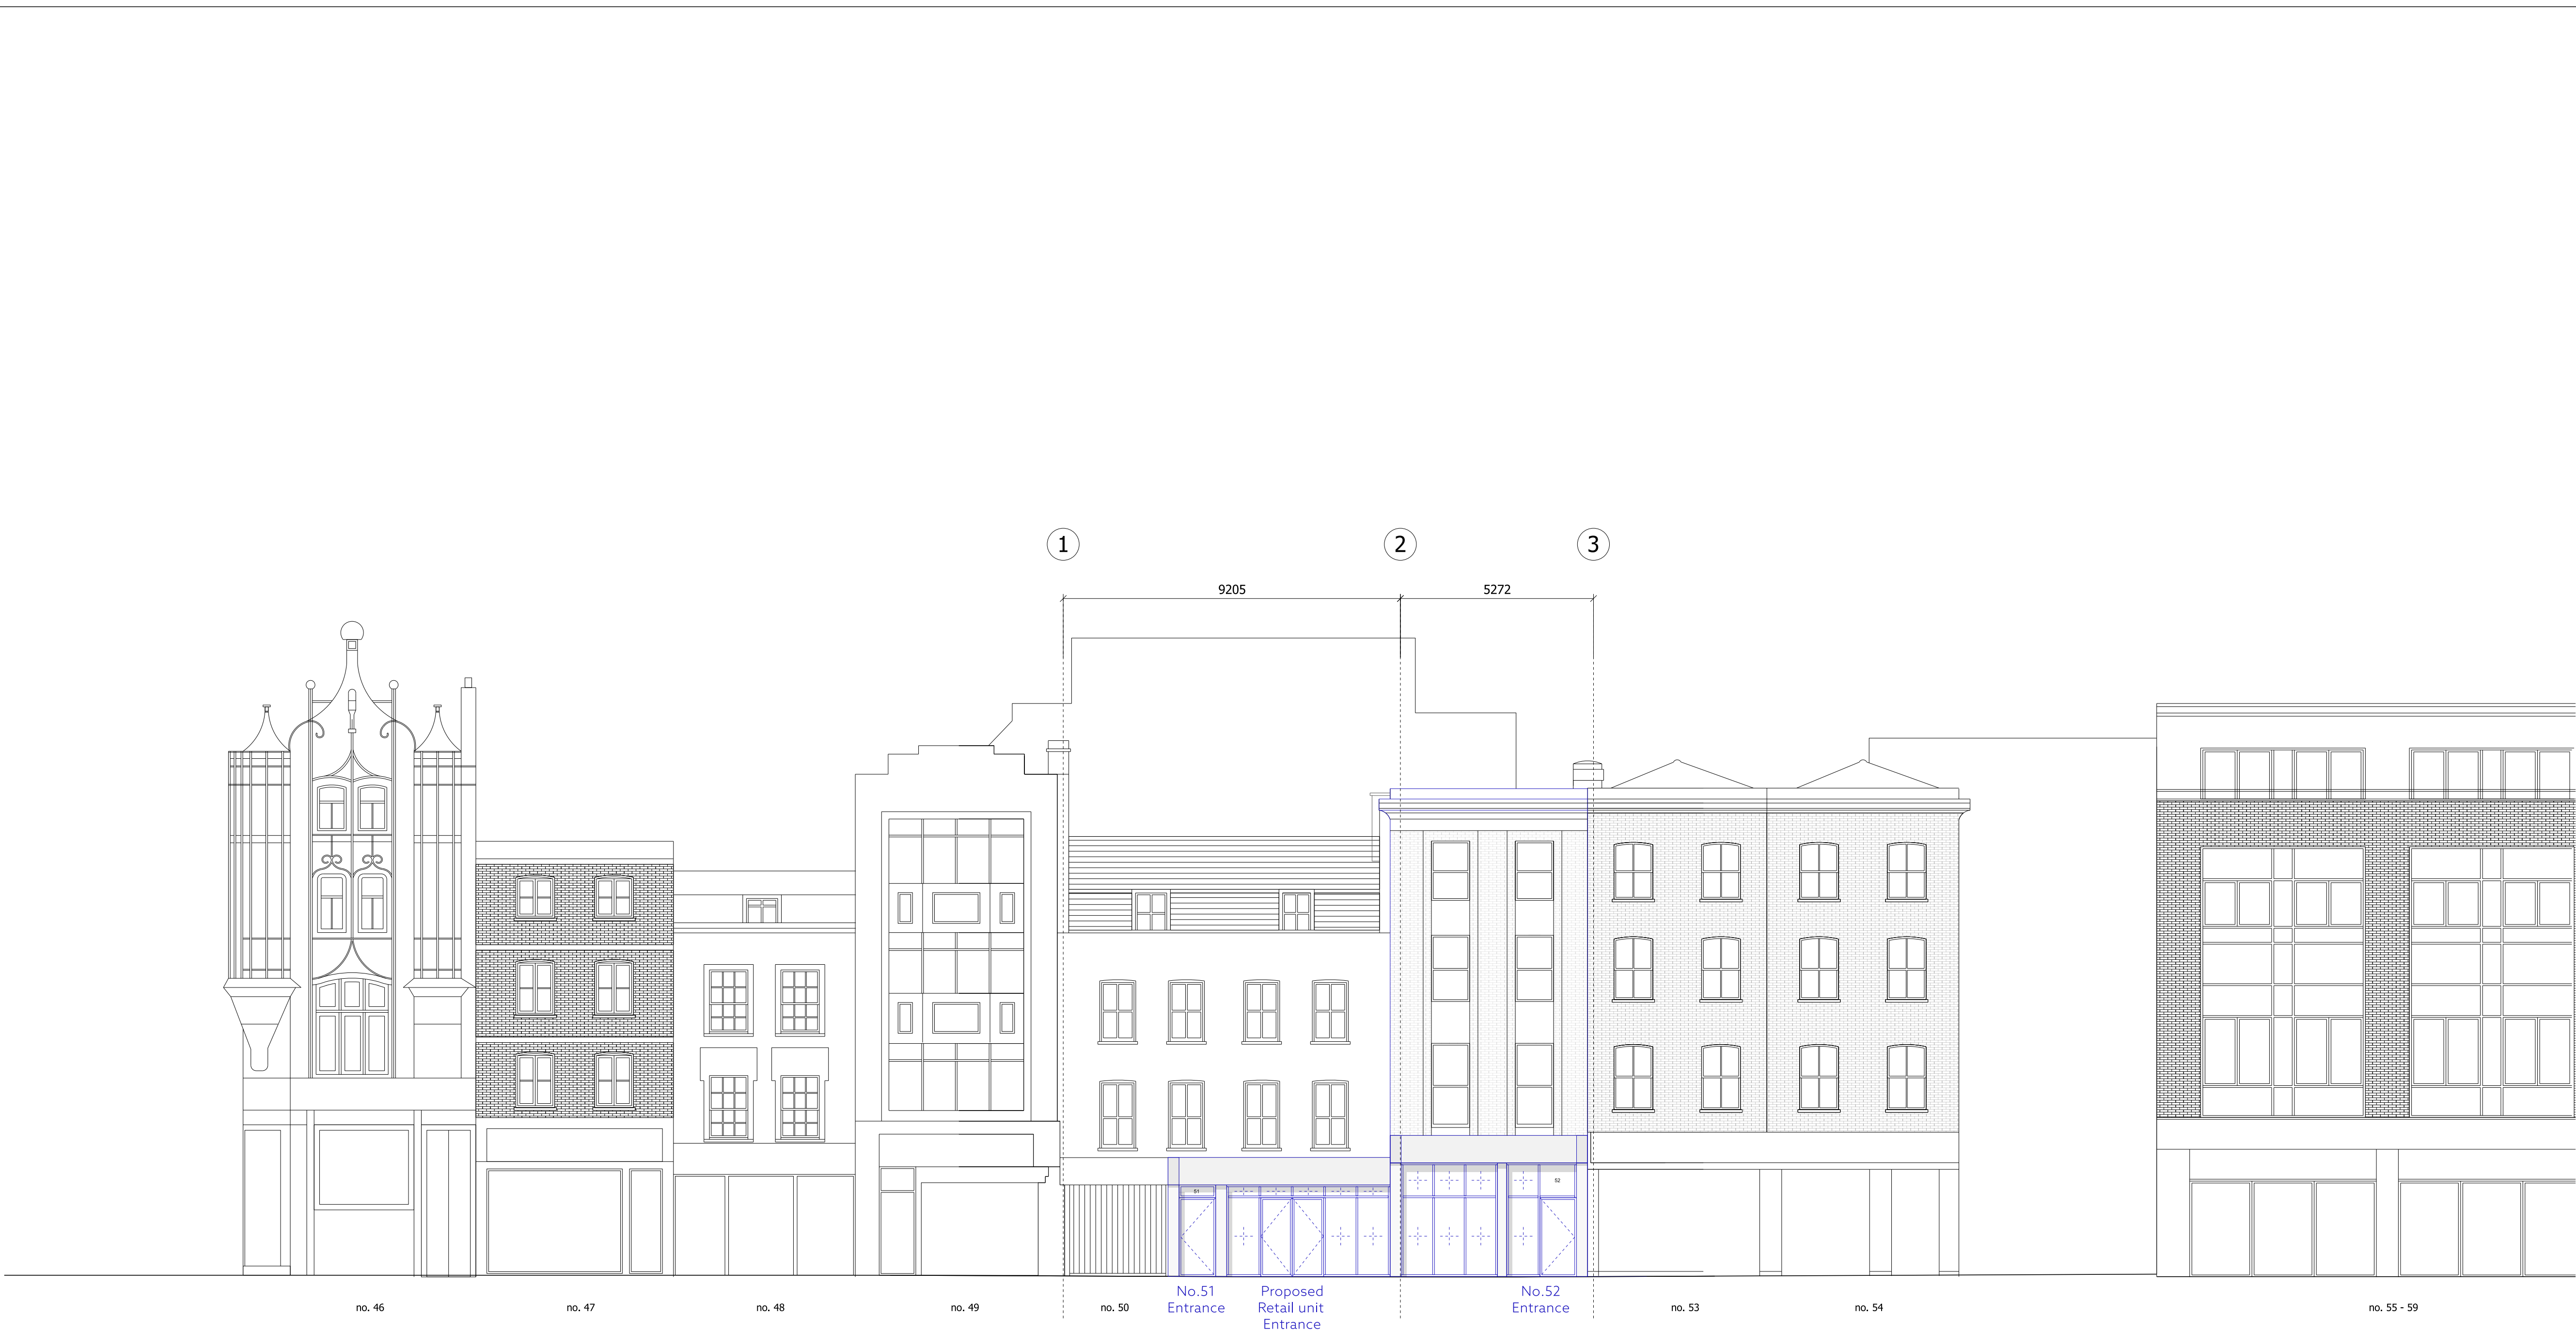 1 2 3
9205 5272
51 52
No.51 Proposed No.52
Entrance Retail unit Entrance
Entrance
no. 46 no. 47 no. 48 no. 49 no. 50 no. 53 no. 54 no. 55 - 59